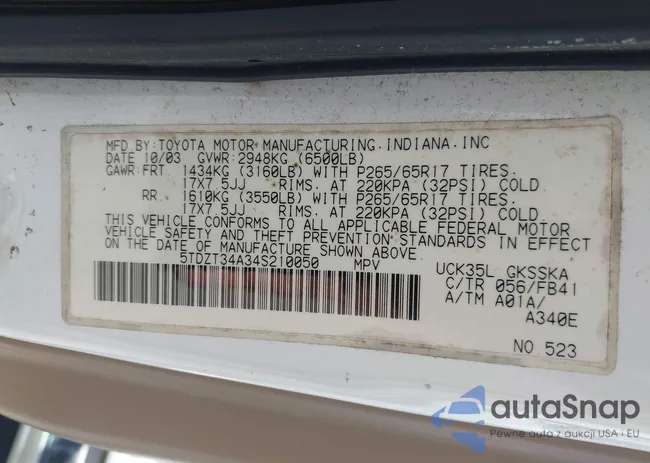 MFD.BY:TOYOTA MOTOR MANUFACTURING,INDIANA,INC
DATE 10/03 GVWR:2948KG (6500LB)
GAWR:FRT 1434KG (3160LB) WITH P265/65R17 TIRES.
17X7.5JJ RIMS. AT 220KPA (32PSI) COLD.
RR 1610KG (3550LB) WITH P265/65R17 TIRES.
17X7.5JJ RIMS. AT 220KPA (32PSI) COLD.
THIS VEHICLE CONFORMS TO ALL APPLICABLE FEDERAL MOTOR
VEHICLE SAFETY AND THEFT PREVENTION STANDARDS IN EFFECT
ON THE DATE OF MANUFACTURE SHOWN ABOVE.
5TDZT34A34S210050 MPV UCK35L GKSSKA
C/TR 056/FB41
A/TM A01A/
A340E
NO 523
autoSnap
Pewne auta z aukcji USA i EU